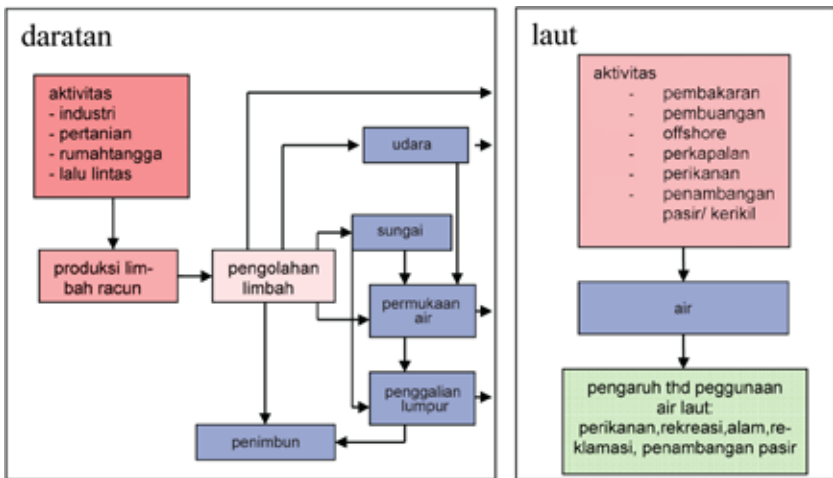 daratan
aktivitas
- industri
- pertanian
- rumahtangga
- lalu lintas
produksi lim-
bah racun
pengolahan
limbah
udara
sungai
permukaan
air
penggalian
lumpur
penimbun
laut
aktivitas
- pembakaran
- pembuangan
- offshore
- perkapalan
- perikanan
- penambangan
pasir/ kerikil
air
pengaruh thd peggunaan
air laut:
perikanan,rekreasi,alam,re-
klamasi, penambangan pasir